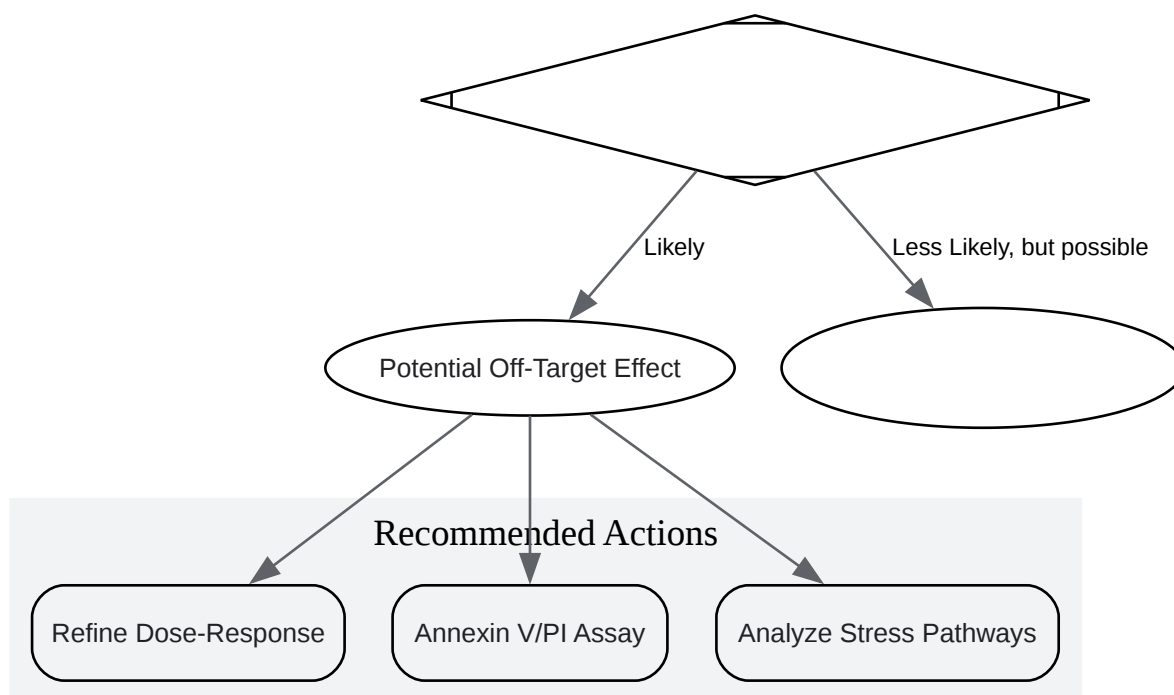 Likely
Less Likely, but possible
Potential Off-Target Effect
Recommended Actions
Refine Dose-Response
Annexin V/PI Assay
Analyze Stress Pathways